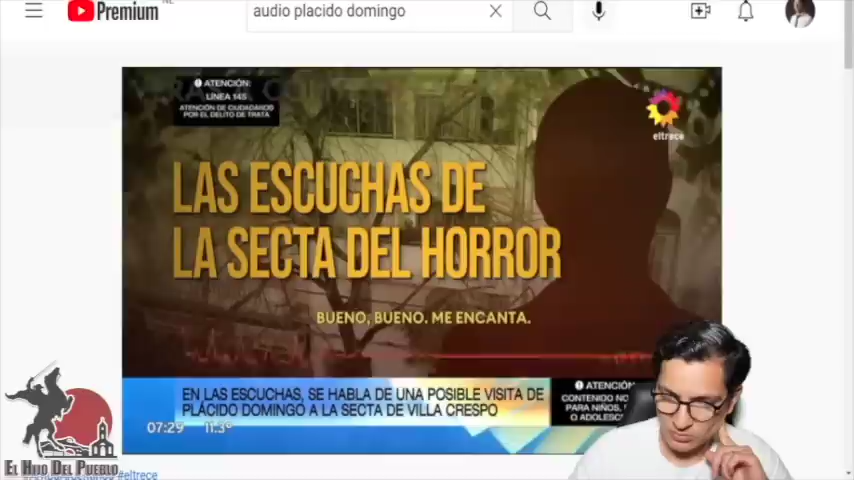 Premium
NL
audio placido domingo
ATENCIÓN:
LÍNEA 145
ATENCIÓN DE CIUDADANOS
POR EL DELITO DE TRATA
eltrece
LAS ESCUCHAS DE
LA SECTA DEL HORROR
BUENO, BUENO. ME ENCANTA.
EN LAS ESCUCHAS, SE HABLA DE UNA POSIBLE VISITA DE
PLÁCIDO DOMINGO A LA SECTA DE VILLA CRESPO
ATENCIÓN
CONTENIDO NO
PARA NIÑOS,
O ADOLESC
07:29 11.3°
EL HIJO DEL PUEBLO
#eltrece